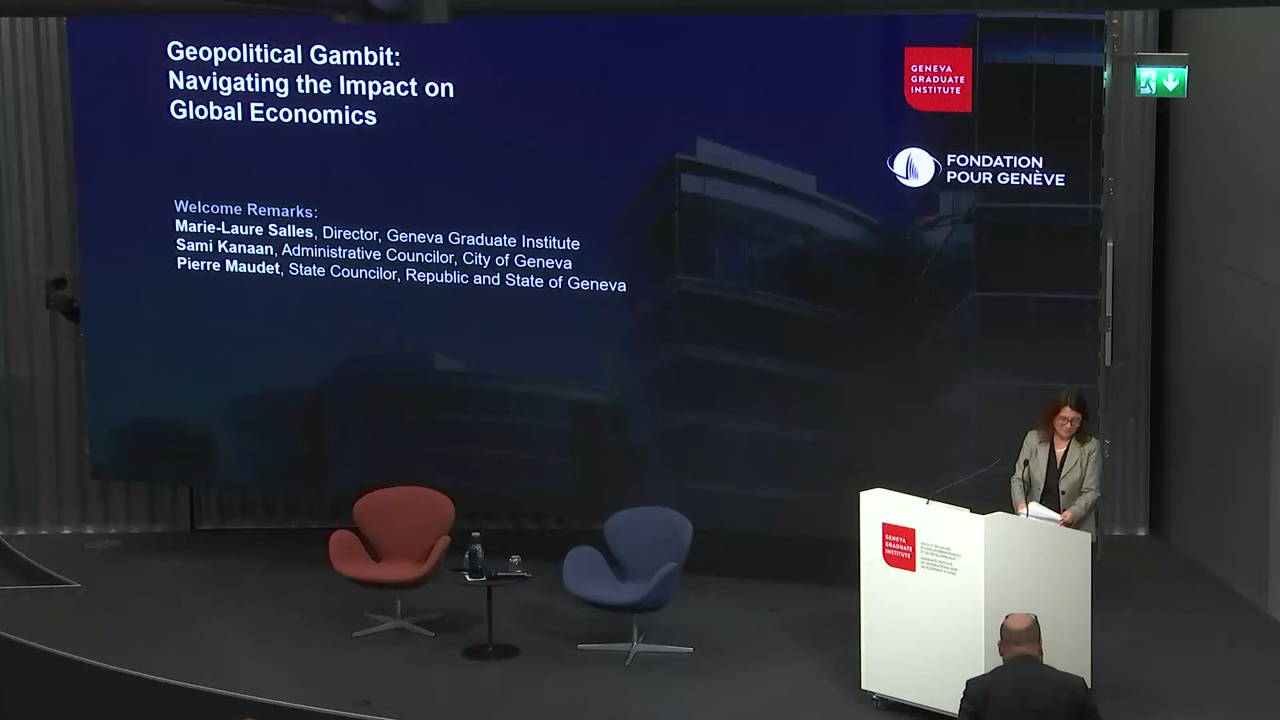 Geopolitical Gambit:
Navigating the Impact on
Global Economics
GENEVA
GRADUATE
INSTITUTE
FONDATION
POUR GENÈVE
Welcome Remarks:
Marie-Laure Salles, Director, Geneva Graduate Institute
Sami Kanaan, Administrative Councilor, City of Geneva
Pierre Maudet, State Councilor, Republic and State of Geneva
GENEVA
GRADUATE
INSTITUTE